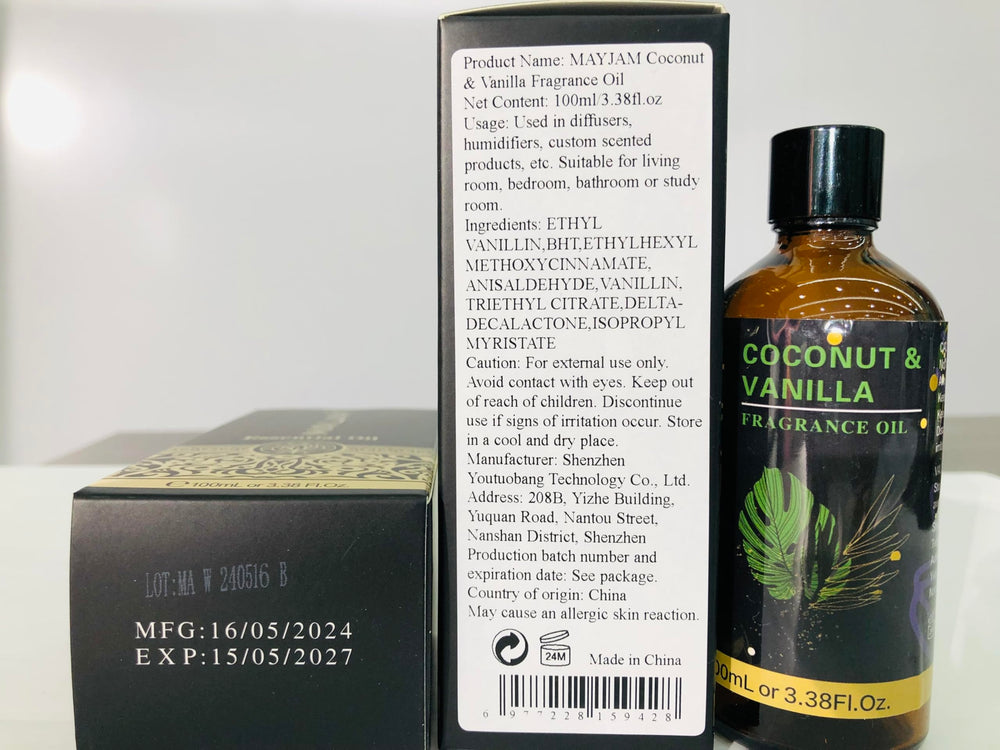 Essential Oil
100mL or 3.38 Fl.Oz.
LOT:MA W 240516 B
MFG:16/05/2024
EXP:15/05/2027
Product Name: MAYJAM Coconut
& Vanilla Fragrance Oil
Net Content: 100ml/3.38fl.oz
Usage: Used in diffusers,
humidifiers, custom scented
products, etc. Suitable for living
room, bedroom, bathroom or study
room.
Ingredients: ETHYL
VANILLIN,BHT,ETHYLHEXYL
METHOXYCINNAMATE,
ANISALDEHYDE,VANILLIN,
TRIETHYL CITRATE,DELTA-
DECALACTONE,ISOPROPYL
MYRISTATE
Caution: For external use only.
Avoid contact with eyes. Keep out
of reach of children. Discontinue
use if signs of irritation occur. Store
in a cool and dry place.
Manufacturer: Shenzhen
Youtuobang Technology Co., Ltd.
Address: 208B, Yizhe Building,
Yuquan Road, Nantou Street,
Nanshan District, Shenzhen
Production batch number and
expiration date: See package.
Country of origin: China
May cause an allergic skin reaction.
24M
Made in China
6 977228 159428
COCONUT &
VANILLA
FRAGRANCE OIL
00mL or 3.38Fl.Oz.